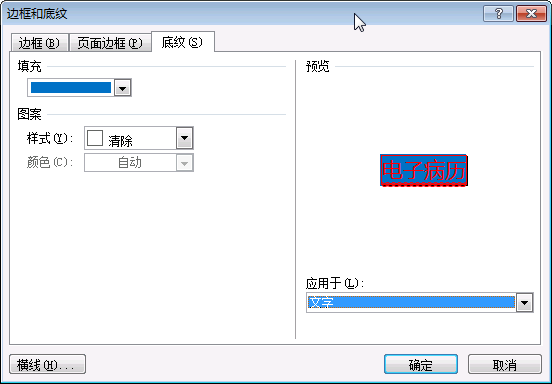 边框和底纹
边框(B) 页面边框(P) 底纹(S)
填充
图案
样式(Y): 清除
颜色(C): 自动
预览
电子病历
应用于(L):
文字
横线(H)... 确定 取消